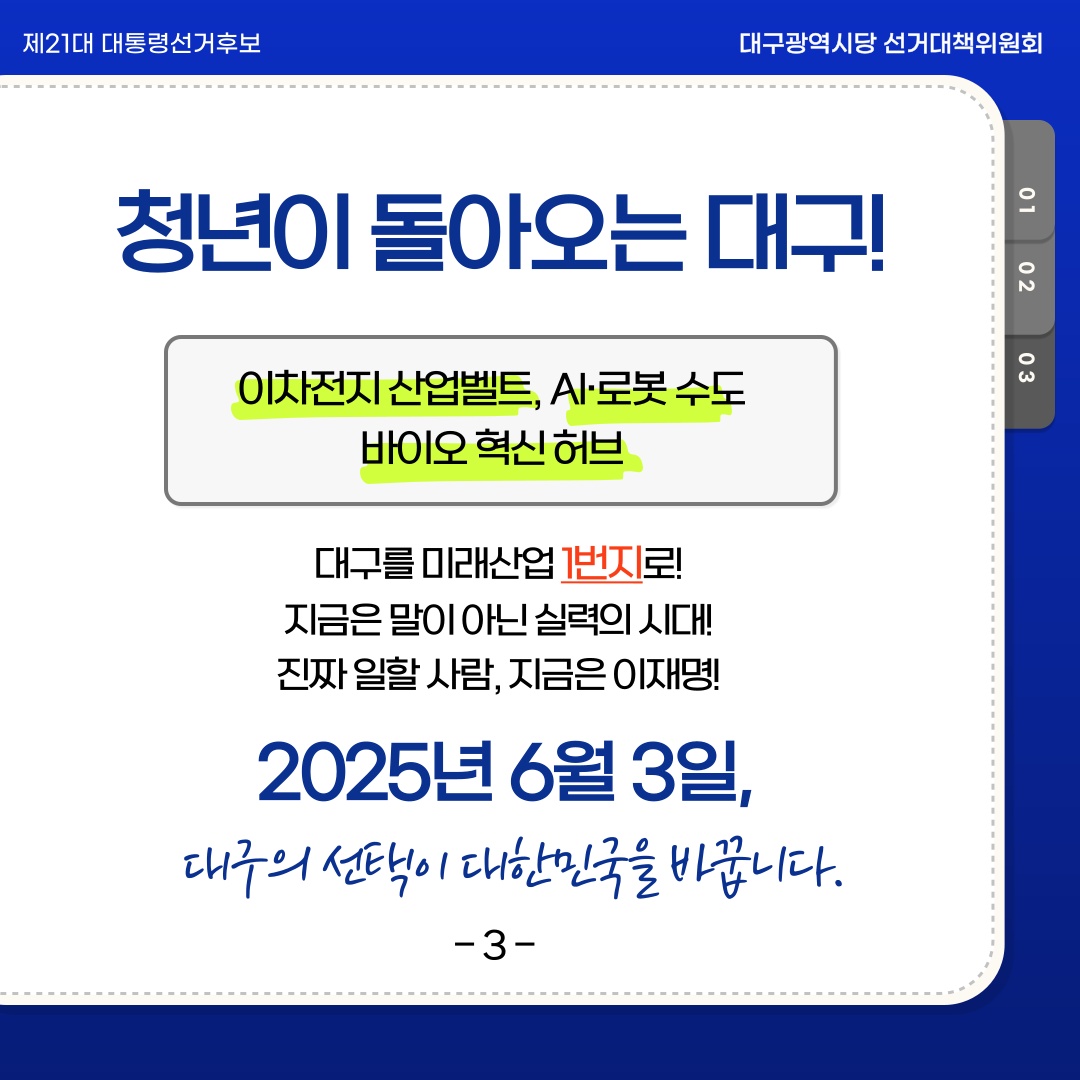 제21대 대통령선거후보
대구광역시당 선거대책위원회
01
02
03
청년이 돌아오는 대구!
이차전지 산업벨트, AI·로봇 수도
바이오 혁신 허브
대구를 미래산업 1번지로!
지금은 말이 아닌 실력의 시대!
진짜 일할 사람, 지금은 이재명!
2025년 6월 3일,
대구의 선택이 대한민국을 바꿉니다.
- 3 -